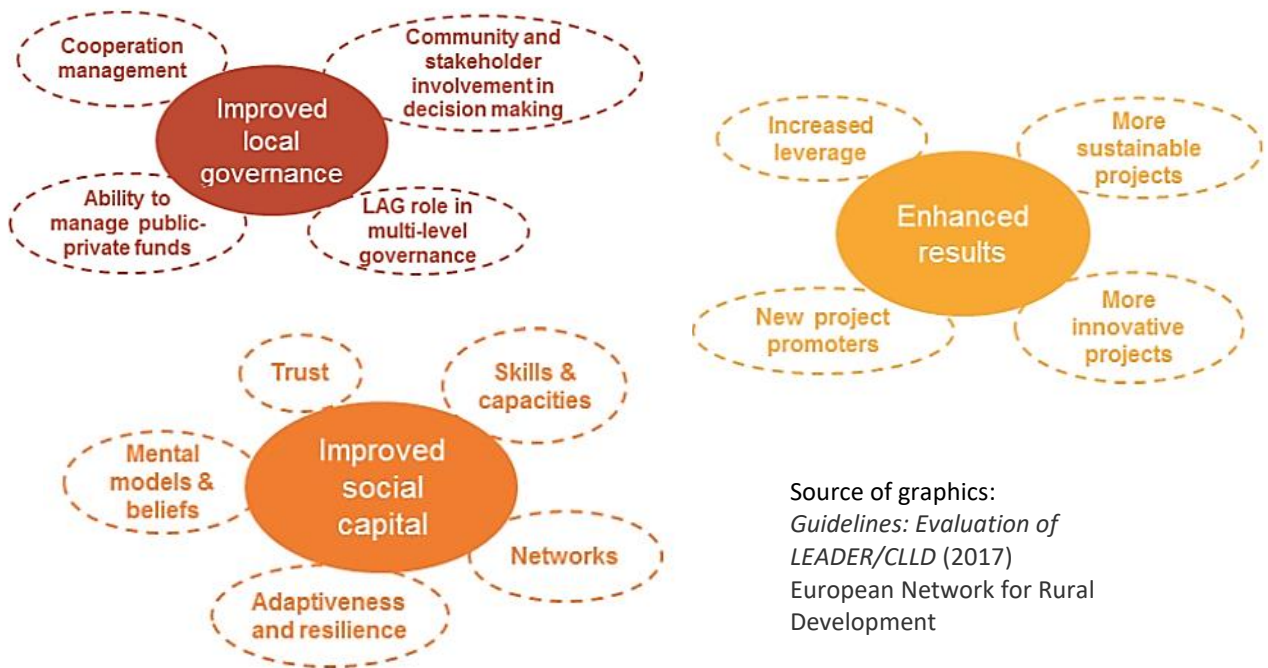 Cooperation
management
Community and
stakeholder
involvement in
decision making
Improved
local
governance
Ability to
manage public-
private funds
LAG role in
multi-level
governance
Increased
leverage
More
sustainable
projects
Enhanced
results
New project
promoters
More
innovative
projects
Trust
Skills &
capacities
Mental
models &
beliefs
Improved
social
capital
Networks
Adaptiveness
and resilience
Source of graphics:
Guidelines: Evaluation of
LEADER/CLLD (2017)
European Network for Rural
Development